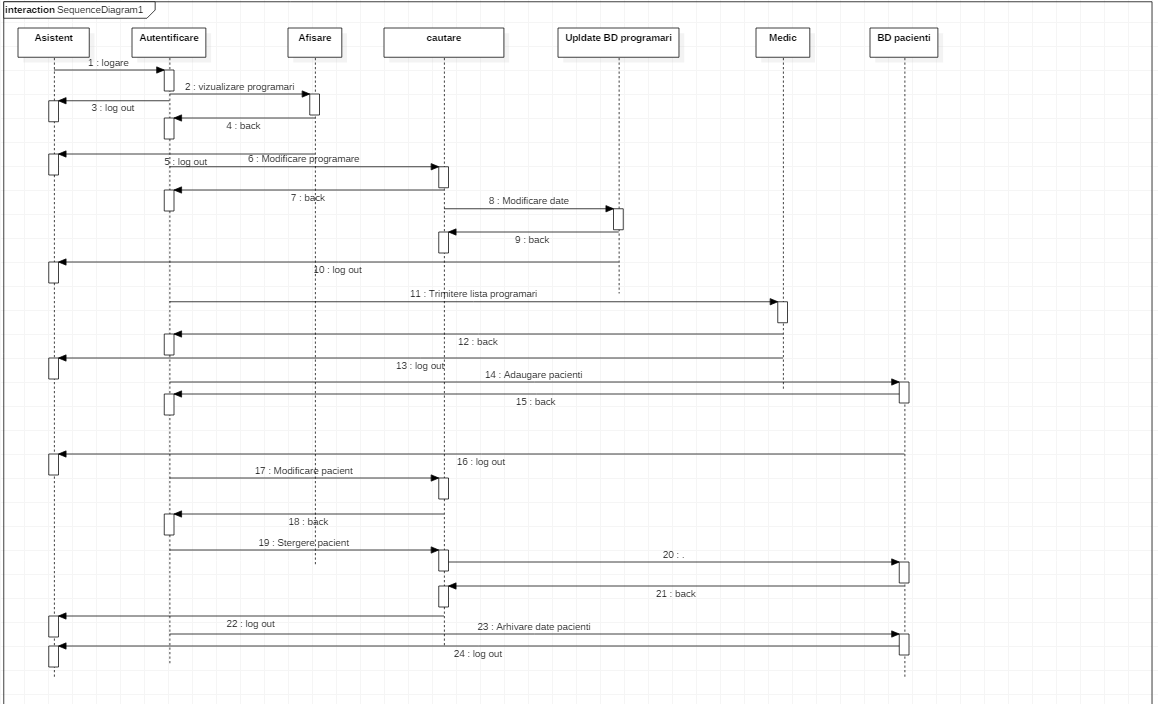 interaction SequenceDiagram1
Asistent
Autentificare
Afisare
cautare
Upldate BD programari
Medic
BD pacienti
1 : logare
2 : vizualizare programari
3 : log out
4 : back
5 : log out
6 : Modificare programare
7 : back
8 : Modificare date
9 : back
10 : log out
11 : Trimitere lista programari
12 : back
13 : log out
14 : Adaugare pacienti
15 : back
16 : log out
17 : Modificare pacient
18 : back
19 : Stergere pacient
20 : .
21 : back
22 : log out
23 : Arhivare date pacienti
24 : log out